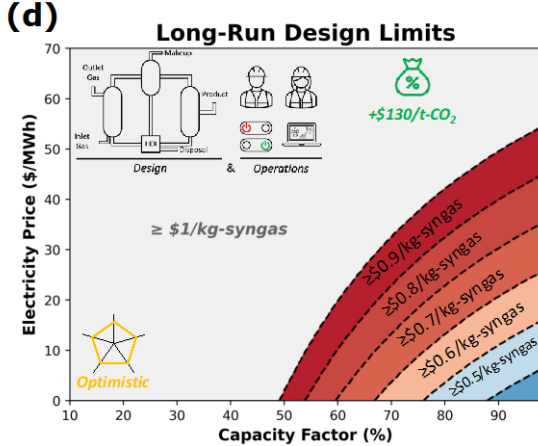 (d)
Long-Run Design Limits
Electricity Price ($/MWh)
70
60
50
40
30
20
10
0
Makeup
Outlet
Gas
Product
Inlet
Gas
HEX
Disposal
Design & Operations
%
+$130/t-CO₂
≥ $1/kg-syngas
≥$0.9/kg-syngas
≥$0.8/kg-syngas
≥$0.7/kg-syngas
≥$0.6/kg-syngas
≥$0.5/kg-syngas
Optimistic
10 20 30 40 50 60 70 80 90
Capacity Factor (%)